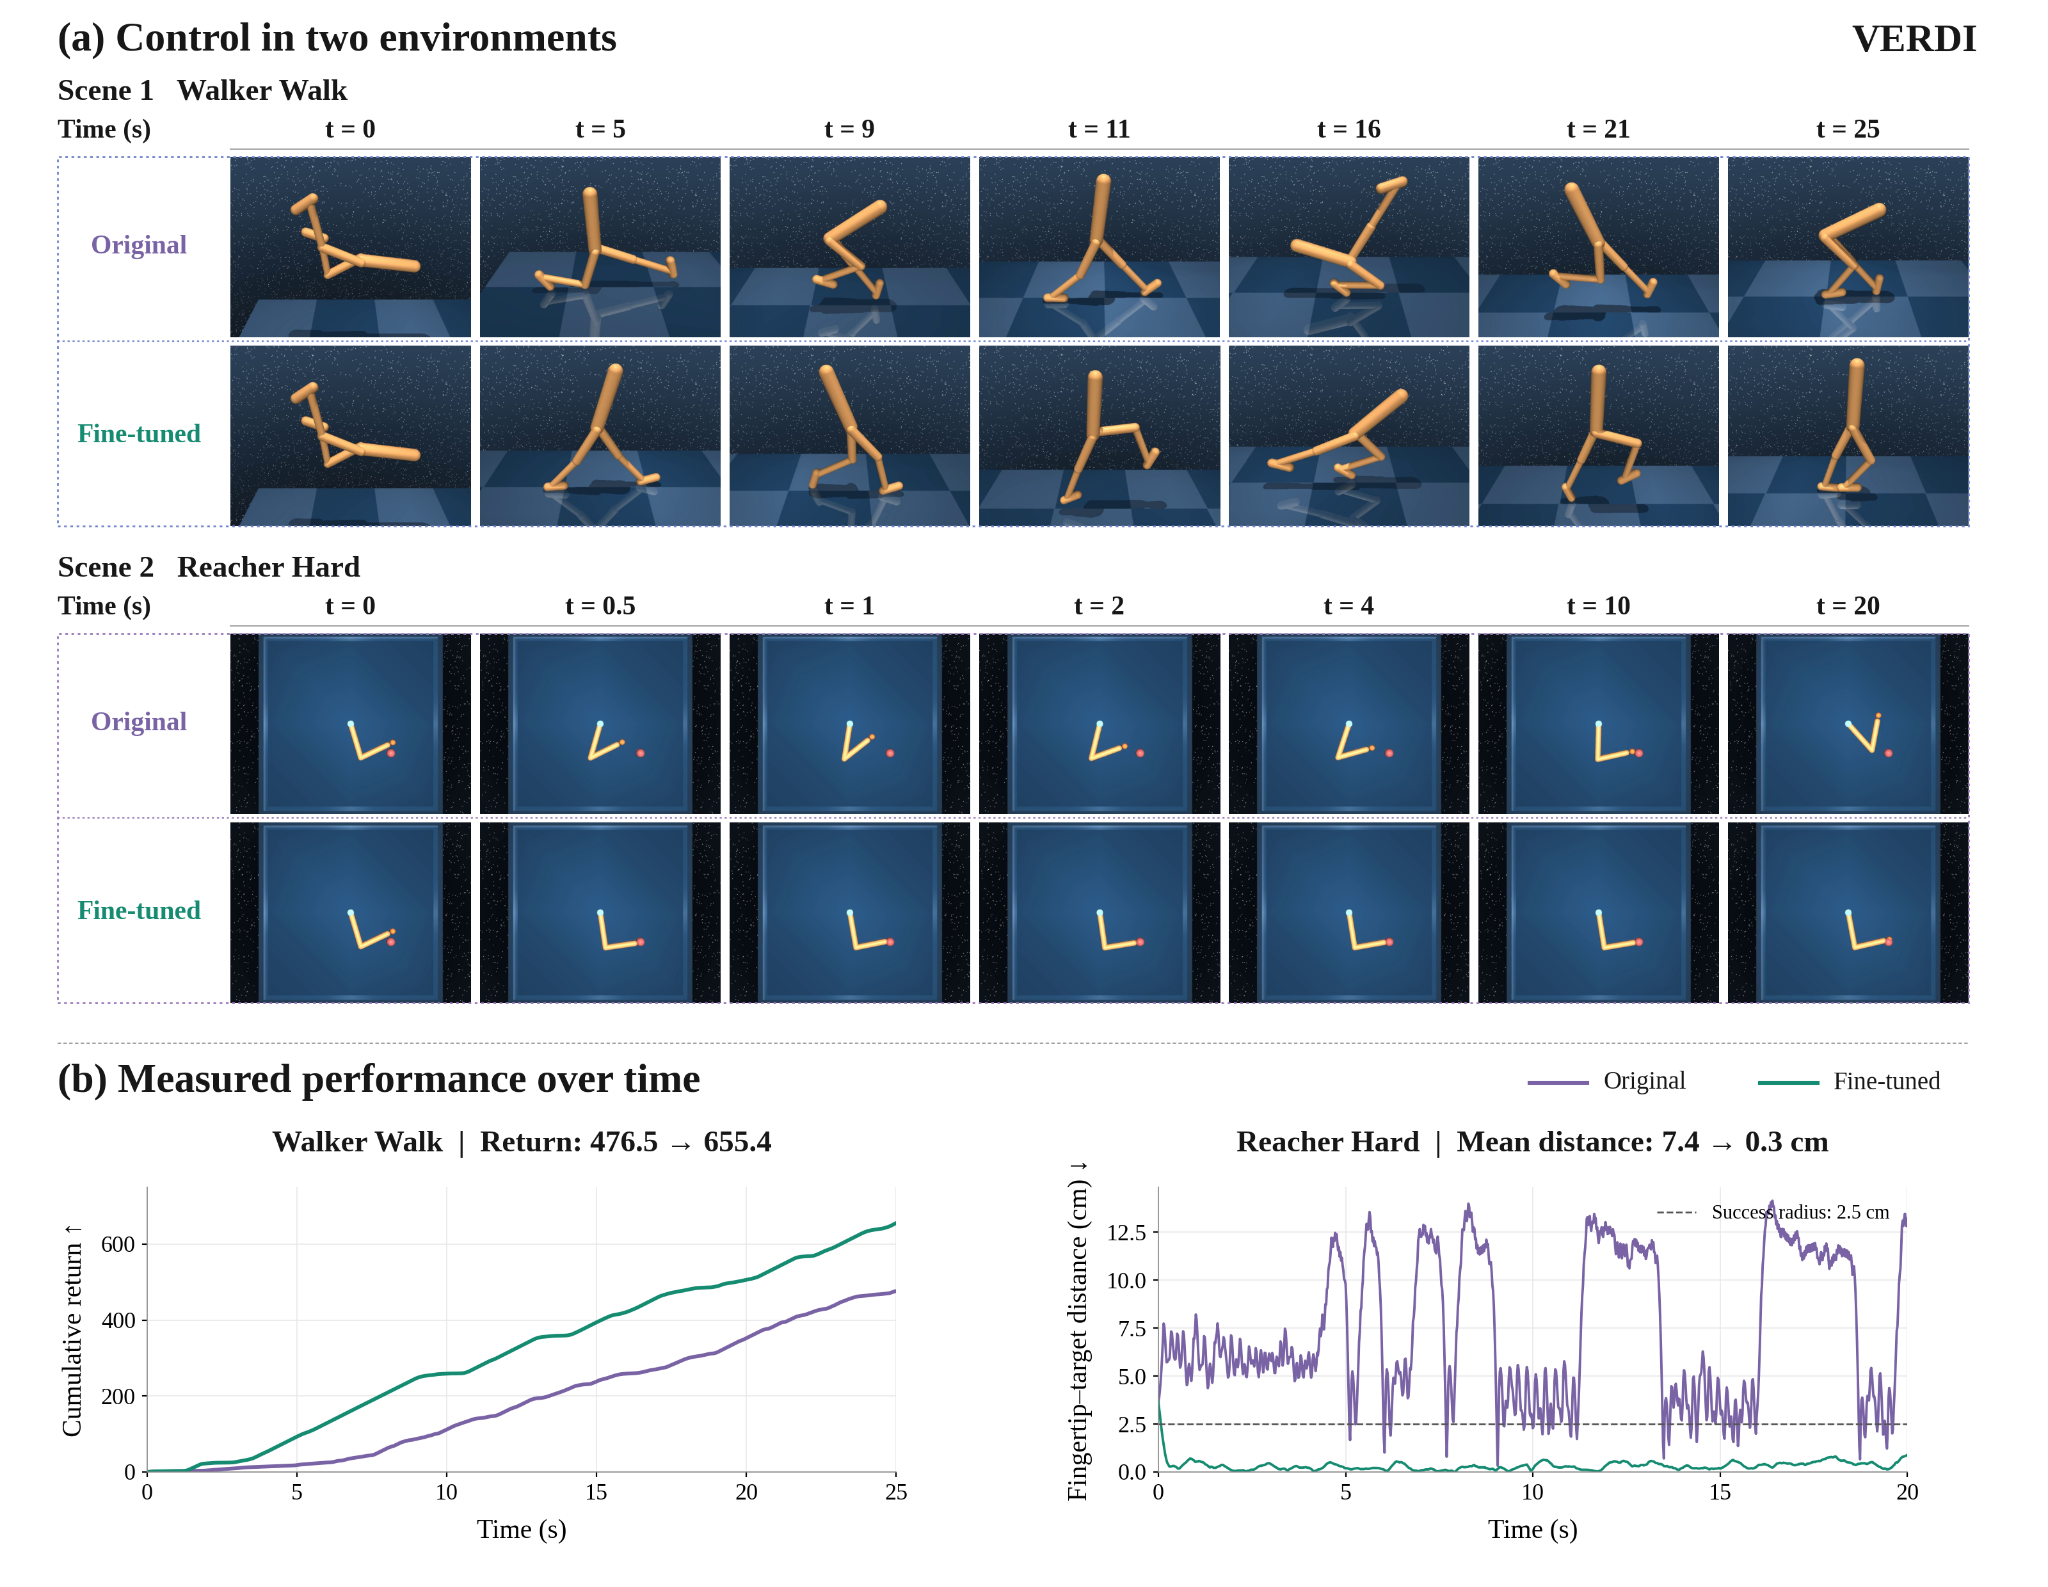 (a) Control in two environments
VERDI
Scene 1 Walker Walk
Time (s) t = 0 t = 5 t = 9 t = 11 t = 16 t = 21 t = 25
Original
Fine-tuned
Scene 2 Reacher Hard
Time (s) t = 0 t = 0.5 t = 1 t = 2 t = 4 t = 10 t = 20
Original
Fine-tuned
(b) Measured performance over time
Original
Fine-tuned
Walker Walk | Return: 476.5 → 655.4
Cumulative return ↑
600
400
200
0
0 5 10 15 20 25
Time (s)
Reacher Hard | Mean distance: 7.4 → 0.3 cm
Fingertip–target distance (cm) →
Success radius: 2.5 cm
12.5
10.0
7.5
5.0
2.5
0.0
0 5 10 15 20
Time (s)